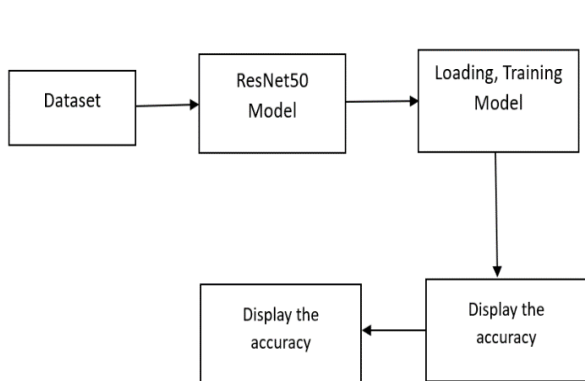 Dataset
ResNet50
Model
Loading, Training
Model
Display the
accuracy
Display the
accuracy